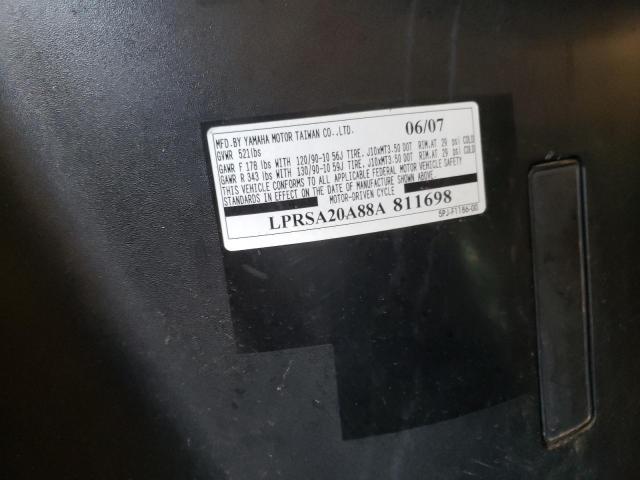 MFD.BY YAMAHA MOTOR TAIWAN CO.,LTD. 06/07
GVWR 521lbs
GAWR F 178 lbs WITH 120/90-10 56J TIRE, J10xMT3.50 DOT RIM,AT 29 psi COLD
GAWR R 343 lbs WITH 130/90-10 59J TIRE, J10xMT3.50 DOT RIM,AT 29 psi COLD
THIS VEHICLE CONFORMS TO ALL APPLICABLE FEDERAL MOTOR VEHICLE SAFETY
STANDARDS IN EFFECT ON THE DATE OF MANUFACTURE SHOWN ABOVE.
MOTOR-DRIVEN CYCLE
LPRSA20A88A 811698
5PJ-F1186-00